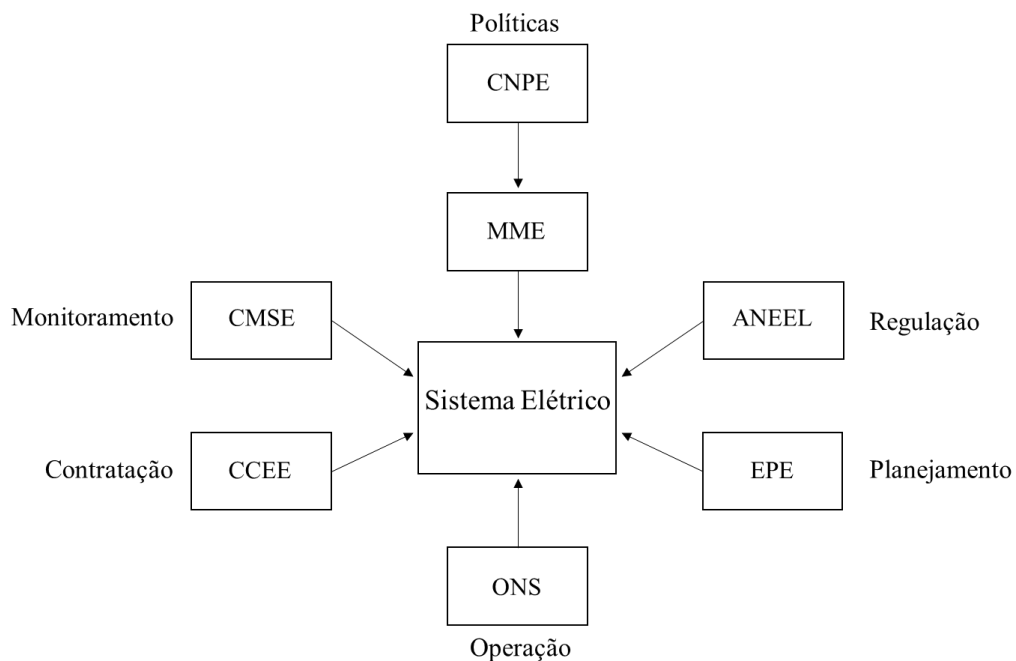 Políticas
CNPE
MME
Monitoramento
CMSE
ANEEL
Regulação
Sistema Elétrico
Contratação
CCEE
EPE
Planejamento
ONS
Operação